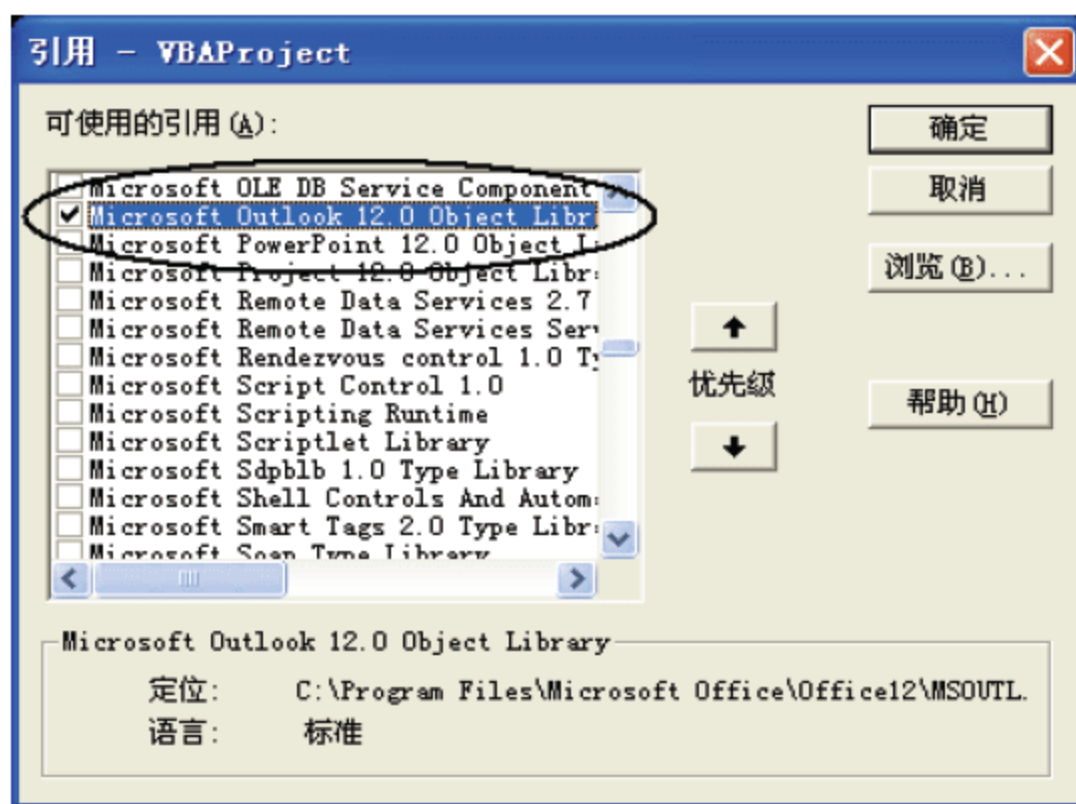 引用 - VBAProject
可使用的引用(A):
确定
取消
浏览(B)...
帮助(H)
优先级
Microsoft OLE DB Service Component
Microsoft Outlook 12.0 Object Libr
Microsoft PowerPoint 12.0 Object L
Microsoft Project 12.0 Object Libr
Microsoft Remote Data Services 2.7
Microsoft Remote Data Services Serv
Microsoft Rendezvous control 1.0 Ty
Microsoft Script Control 1.0
Microsoft Scripting Runtime
Microsoft Scriptlet Library
Microsoft Sdpblb 1.0 Type Library
Microsoft Shell Controls And Autom
Microsoft Smart Tags 2.0 Type Libr
Microsoft Soap Type Library
Microsoft Outlook 12.0 Object Library
定位: C:\Program Files\Microsoft Office\Office12\MSOUTL.
语言: 标准